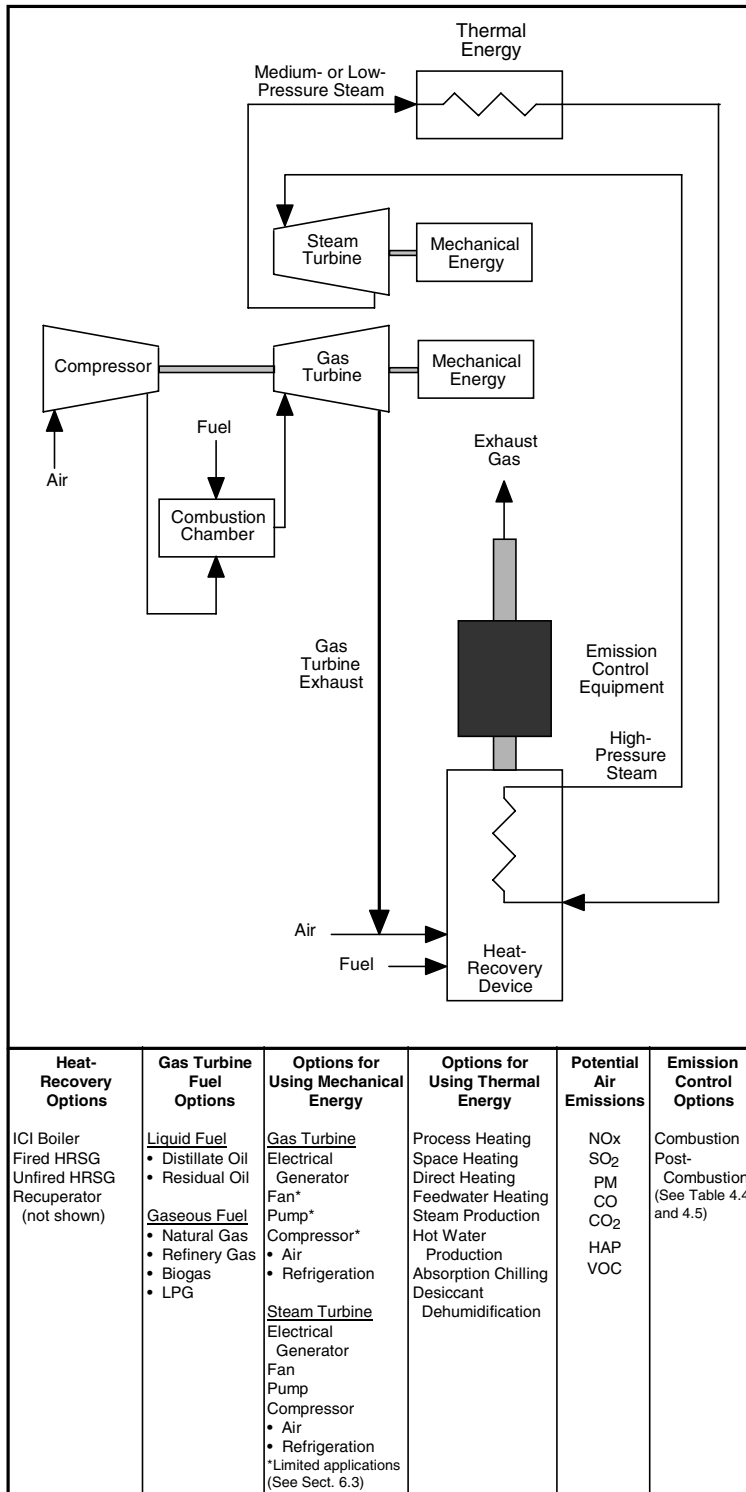 Thermal
Energy
Medium- or Low-
Pressure Steam
Steam
Turbine
Mechanical
Energy
Compressor
Gas
Turbine
Mechanical
Energy
Fuel
Air
Exhaust
Gas
Combustion
Chamber
Gas
Turbine
Exhaust
Emission
Control
Equipment
High-
Pressure
Steam
Air
Fuel
Heat-
Recovery
Device
Heat-
Recovery
Options
ICI Boiler
Fired HRSG
Unfired HRSG
Recuperator
(not shown)
Gas Turbine
Fuel
Options
Liquid Fuel
• Distillate Oil
• Residual Oil
Gaseous Fuel
• Natural Gas
• Refinery Gas
• Biogas
• LPG
Options for
Using Mechanical
Energy
Gas Turbine
Electrical
Generator
Fan*
Pump*
Compressor*
• Air
• Refrigeration
Steam Turbine
Electrical
Generator
Fan
Pump
Compressor
• Air
• Refrigeration
*Limited applications
(See Sect. 6.3)
Options for
Using Thermal
Energy
Process Heating
Space Heating
Direct Heating
Feedwater Heating
Steam Production
Hot Water
Production
Absorption Chilling
Desiccant
Dehumidification
Potential
Air
Emissions
NOx
SO₂
PM
CO
CO₂
HAP
VOC
Emission
Control
Options
Combustion
Post-
Combustion
(See Table 4.4
and 4.5)